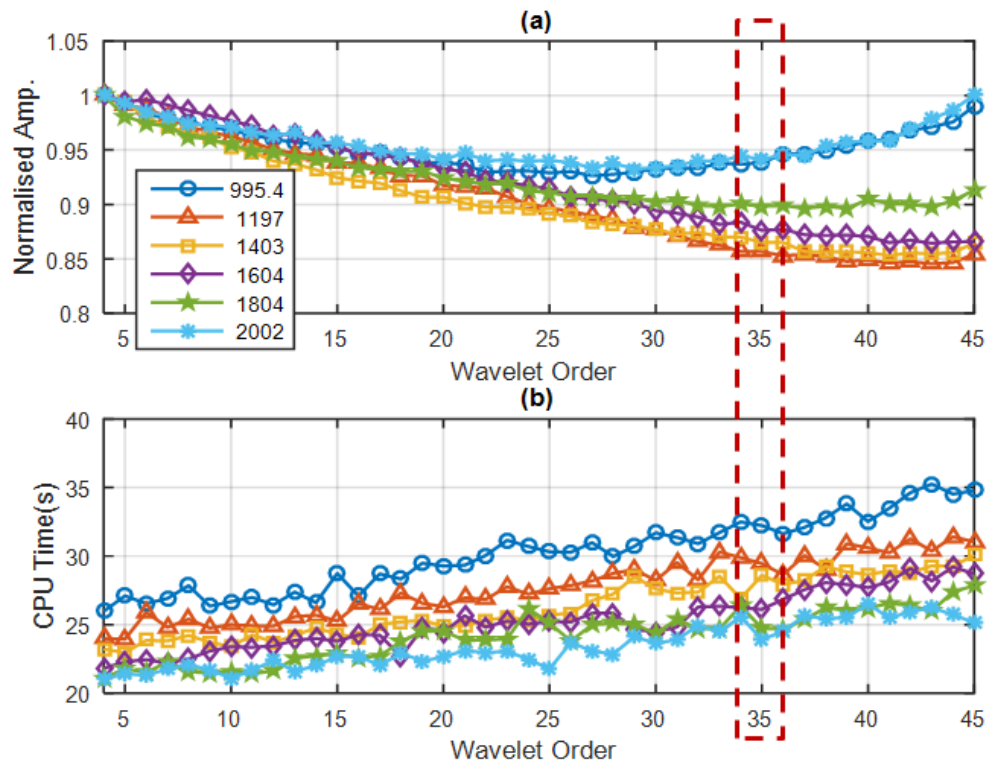 (a)
1.05
1
0.95
0.9
0.85
0.8
Normalised Amp.
995.4
1197
1403
1604
1804
2002
5 10 15 20 25 30 35 40 45
Wavelet Order
(b)
40
35
30
25
20
CPU Time(s)
5 10 15 20 25 30 35 40 45
Wavelet Order